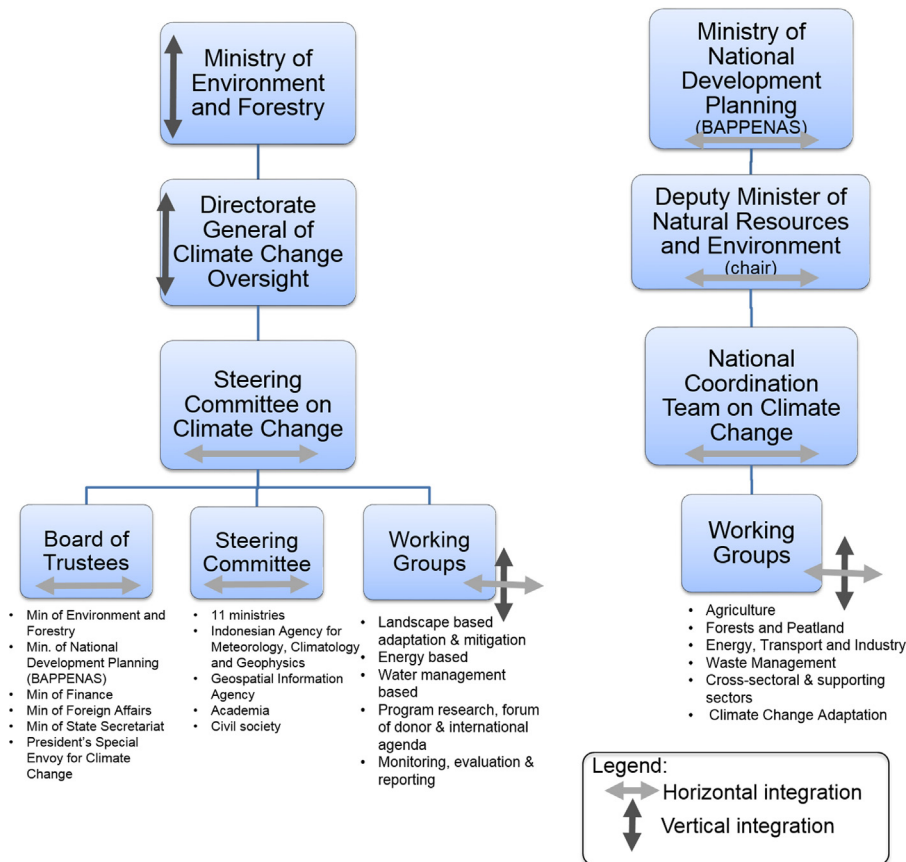 Ministry of
Environment
and Forestry
Directorate
General of
Climate Change
Oversight
Steering
Committee on
Climate Change
Board of
Trustees
• Min of Environment and
Forestry
• Min. of National
Development Planning
(BAPPENAS)
• Min of Finance
• Min of Foreign Affairs
• Min of State Secretariat
• President's Special
Envoy for Climate
Change
Steering
Committee
• 11 ministries
• Indonesian Agency for
Meteorology, Climatology
and Geophysics
• Geospatial Information
Agency
• Academia
• Civil society
Working
Groups
• Landscape based
adaptation & mitigation
• Energy based
• Water management
based
• Program research, forum
of donor & international
agenda
• Monitoring, evaluation &
reporting
Ministry of
National
Development
Planning
(BAPPENAS)
Deputy Minister of
Natural Resources
and Environment
(chair)
National
Coordination
Team on Climate
Change
Working
Groups
• Agriculture
• Forests and Peatland
• Energy, Transport and Industry
• Waste Management
• Cross-sectoral & supporting
sectors
• Climate Change Adaptation
Legend:
Horizontal integration
Vertical integration